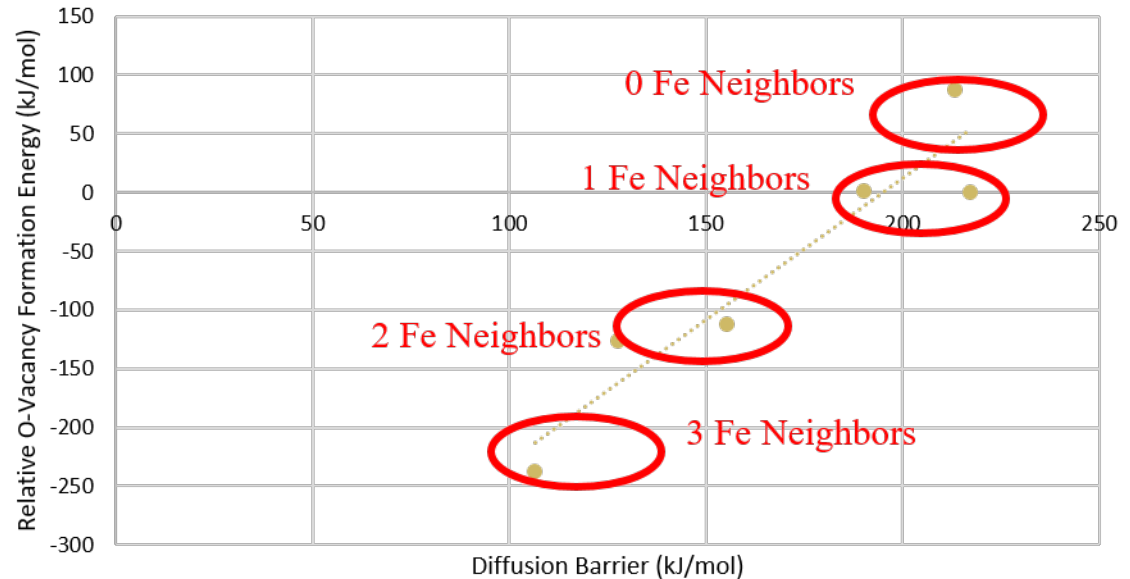 150
100
50
0
-50
-100
-150
-200
-250
-300
0
50
100
150
200
250
Relative O-Vacancy Formation Energy (kJ/mol)
Diffusion Barrier (kJ/mol)
0 Fe Neighbors
1 Fe Neighbors
2 Fe Neighbors
3 Fe Neighbors